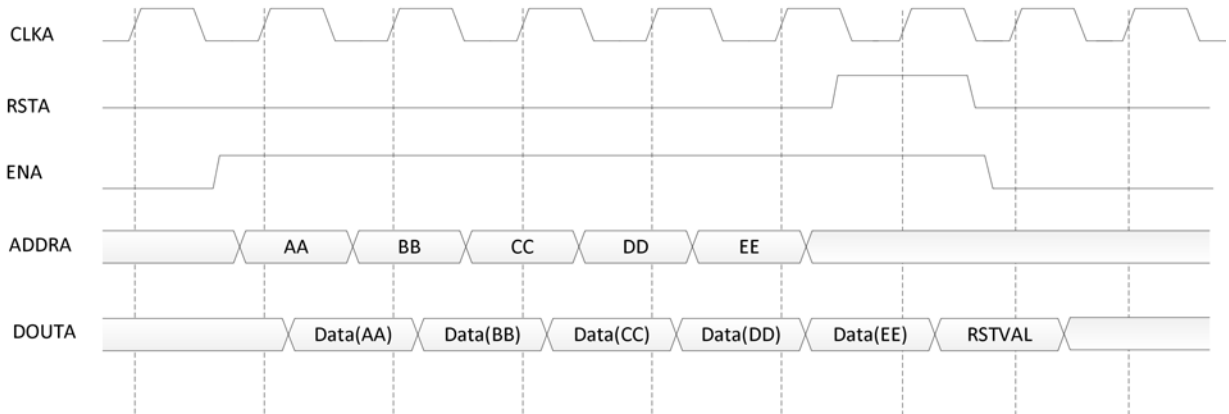 CLKA
RSTA
ENA
ADDRA AA BB CC DD EE
DOUTA Data(AA) Data(BB) Data(CC) Data(DD) Data(EE) RSTVAL